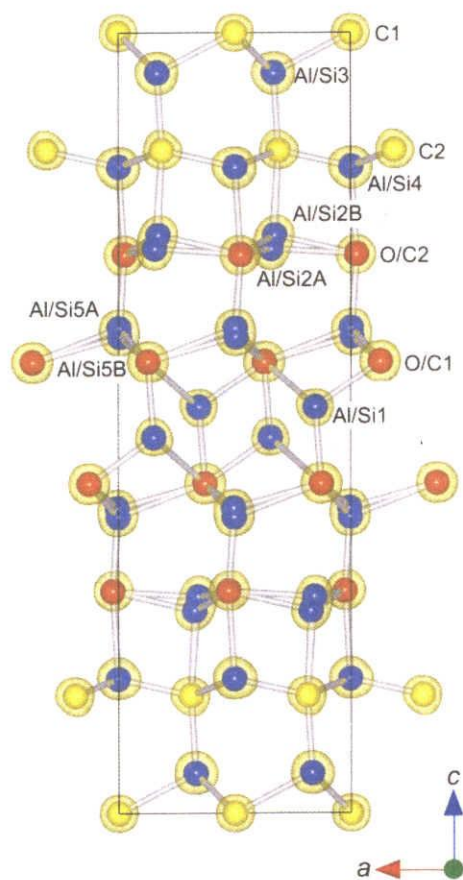 C1
Al/Si3
C2
Al/Si4
Al/Si2B
O/C2
Al/Si2A
Al/Si5A
O/C1
Al/Si5B
Al/Si1
c
a